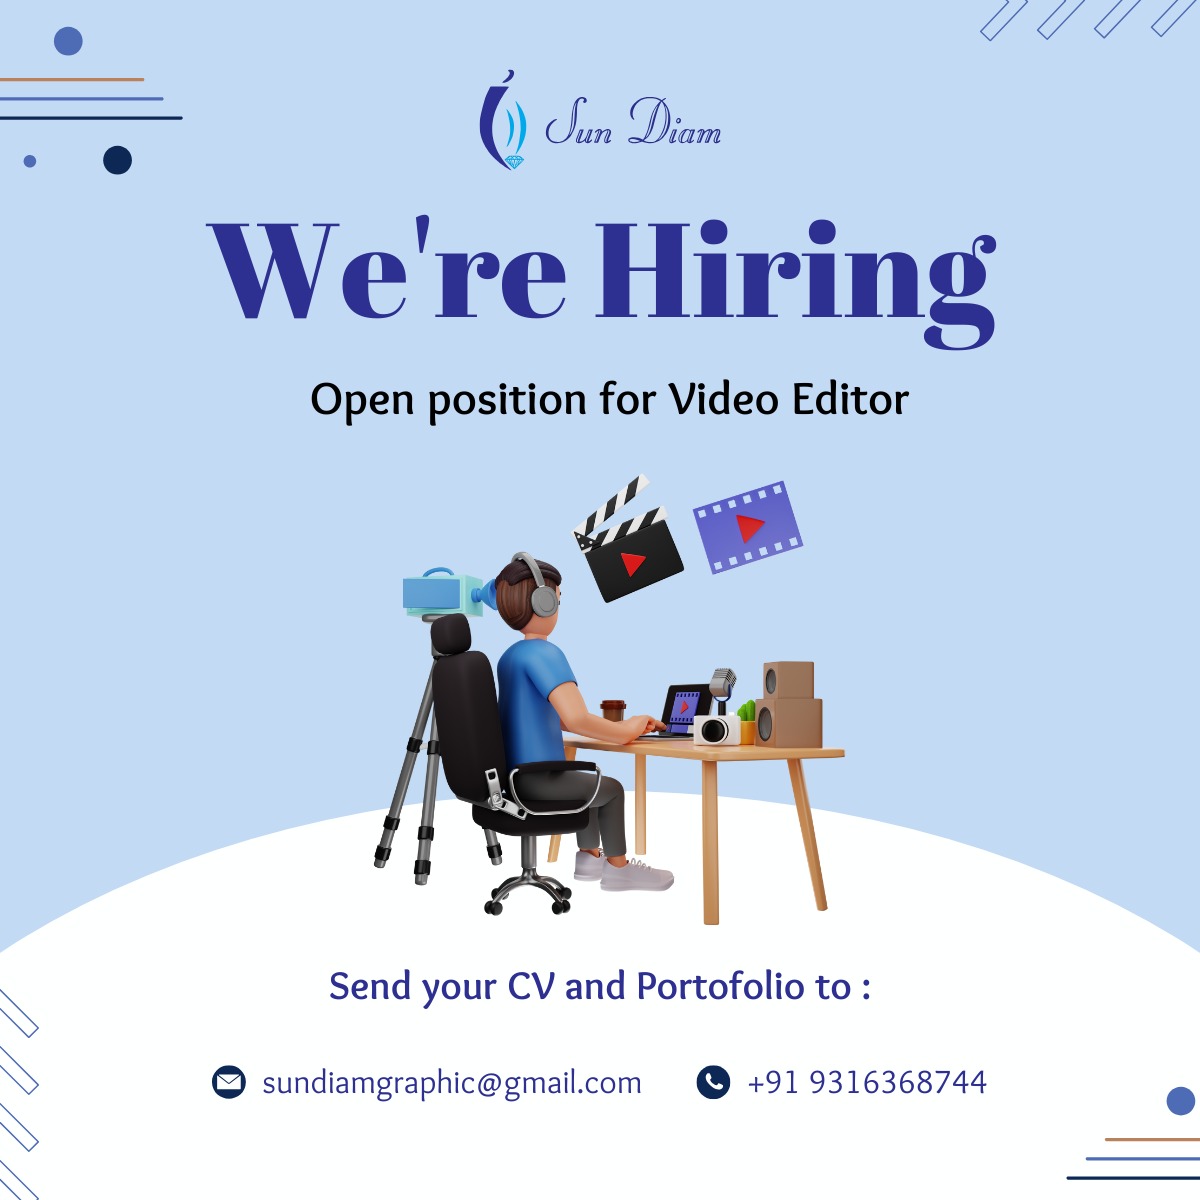 Sun Diam
We're Hiring
Open position for Video Editor
Send your CV and Portofolio to :
sundiamgraphic@gmail.com
+91 9316368744